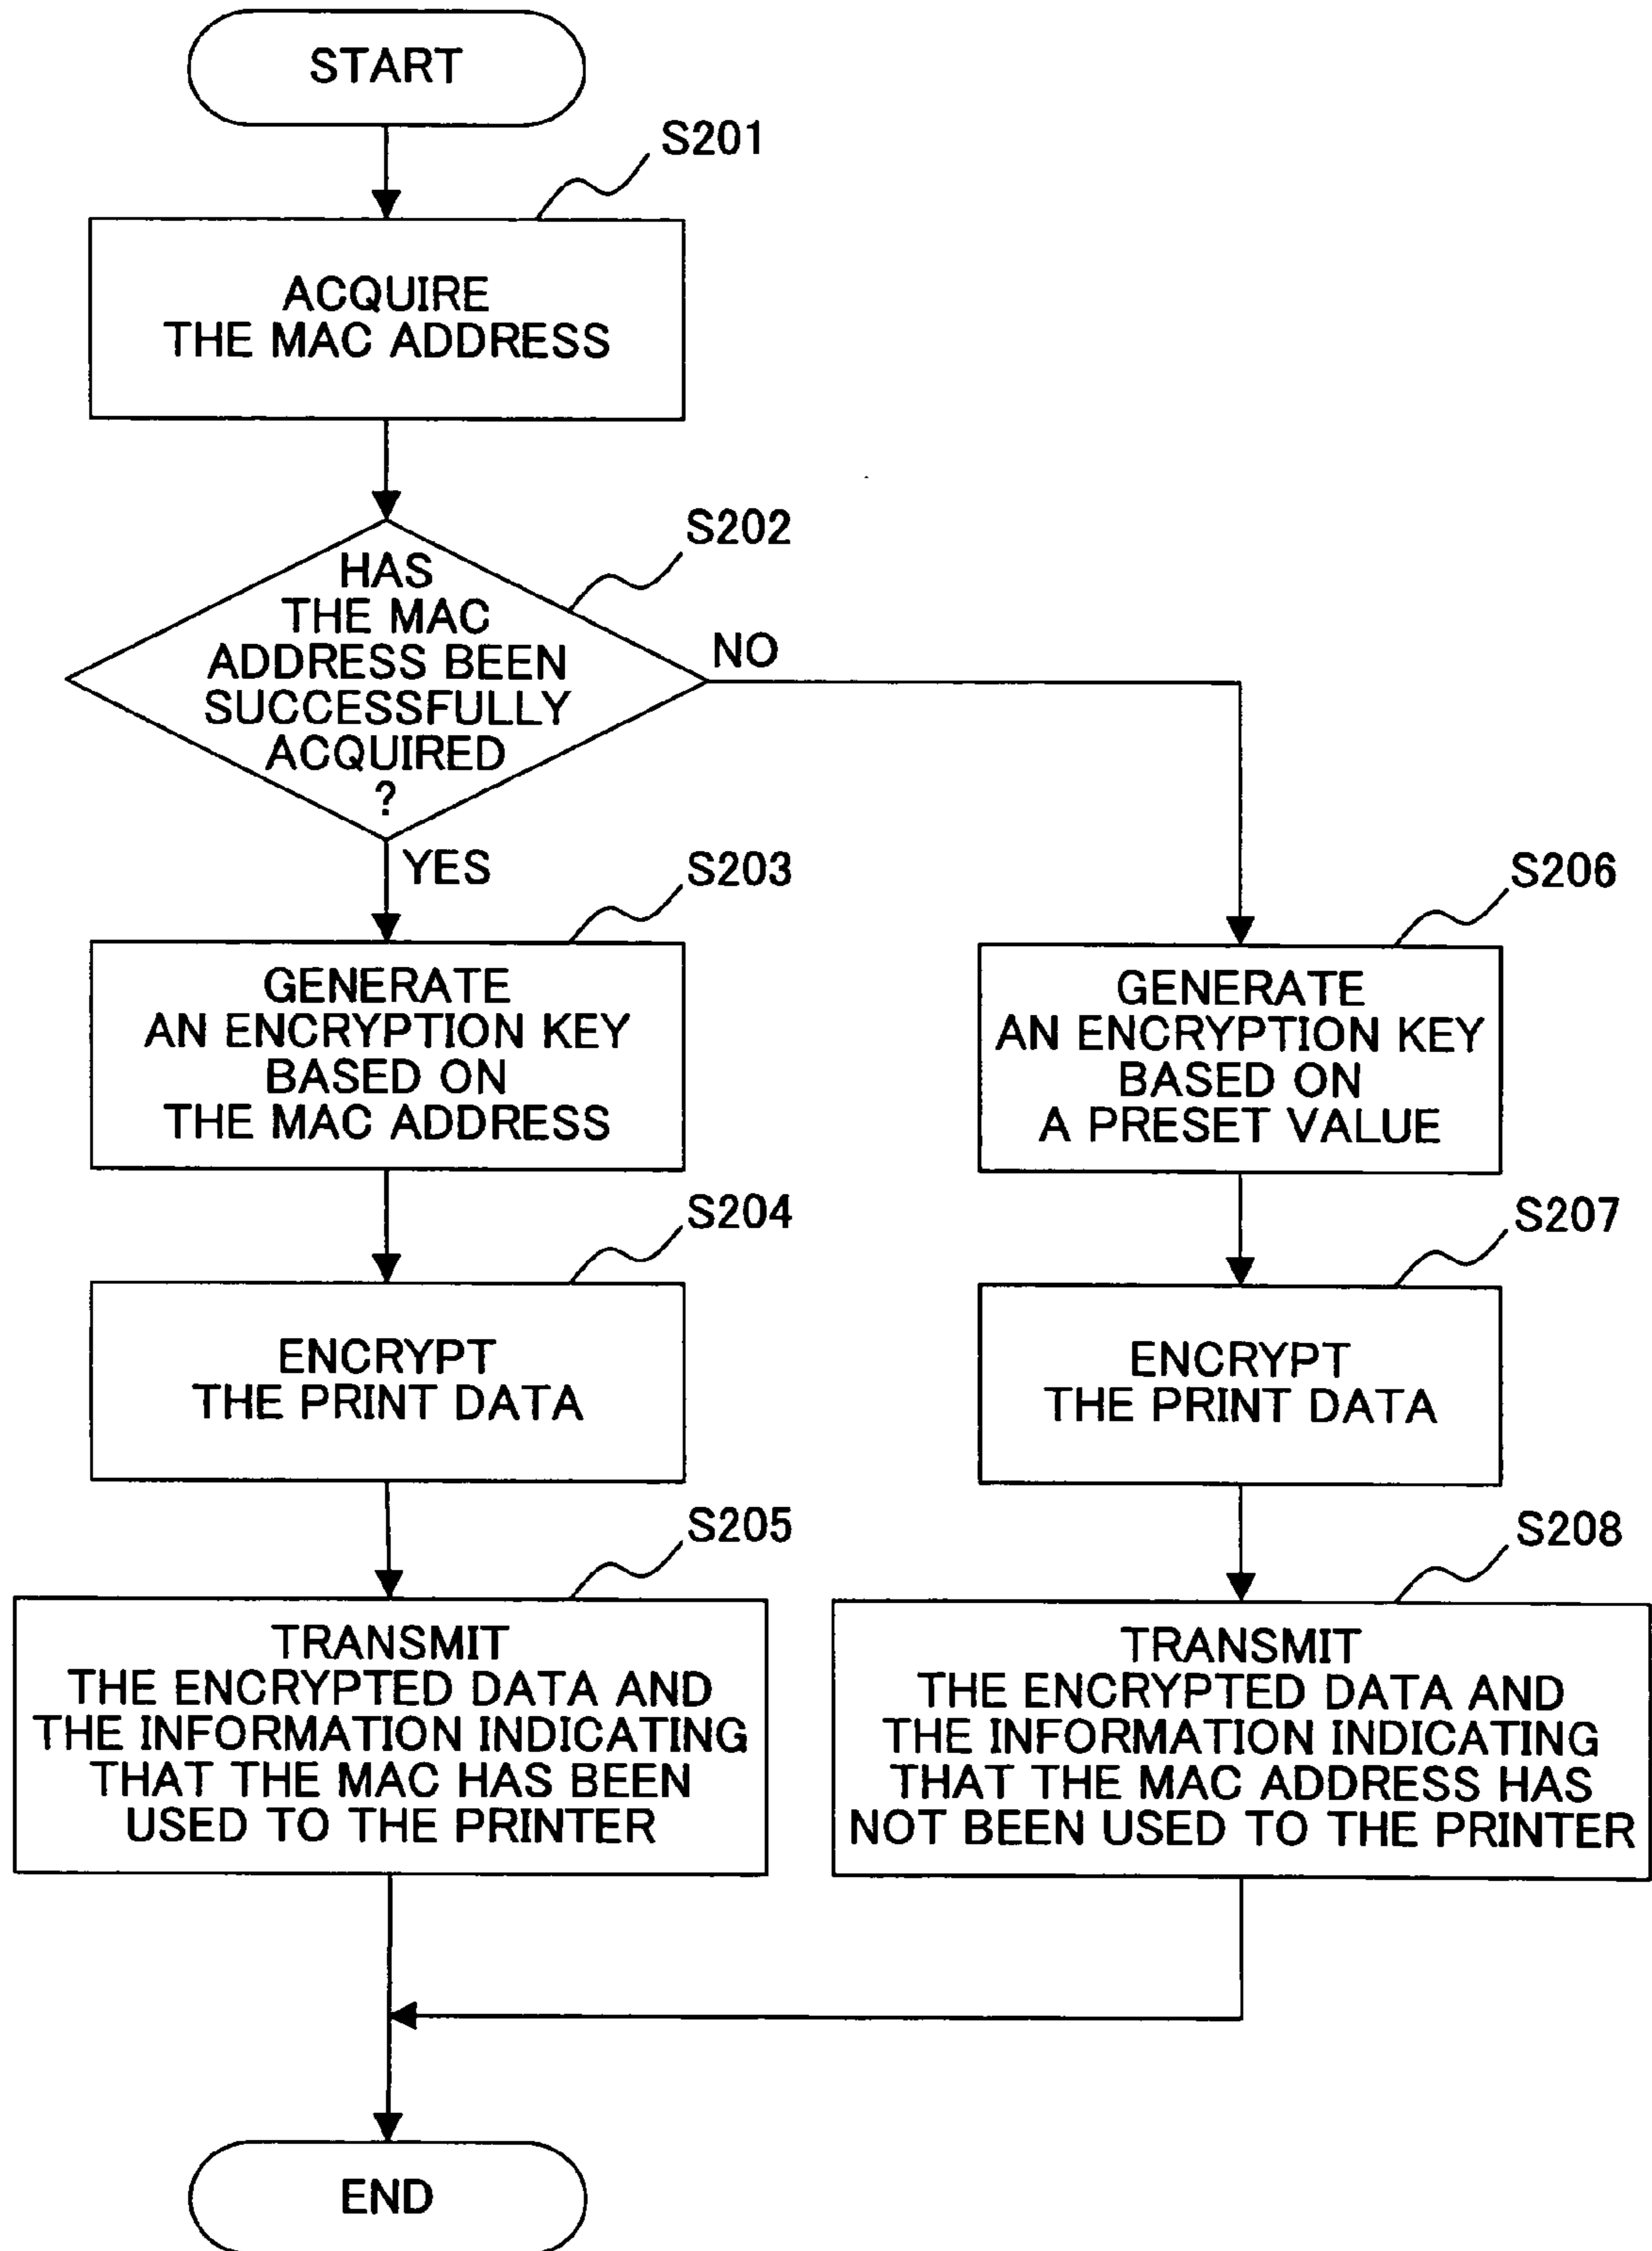 START
S201
ACQUIRE
THE MAC ADDRESS
S202
HAS
THE MAC
ADDRESS BEEN
SUCCESSFULLY
ACQUIRED
?
NO
YES
S203
GENERATE
AN ENCRYPTION KEY
BASED ON
THE MAC ADDRESS
S204
ENCRYPT
THE PRINT DATA
S205
TRANSMIT
THE ENCRYPTED DATA AND
THE INFORMATION INDICATING
THAT THE MAC HAS BEEN
USED TO THE PRINTER
S206
GENERATE
AN ENCRYPTION KEY
BASED ON
A PRESET VALUE
S207
ENCRYPT
THE PRINT DATA
S208
TRANSMIT
THE ENCRYPTED DATA AND
THE INFORMATION INDICATING
THAT THE MAC ADDRESS HAS
NOT BEEN USED TO THE PRINTER
END